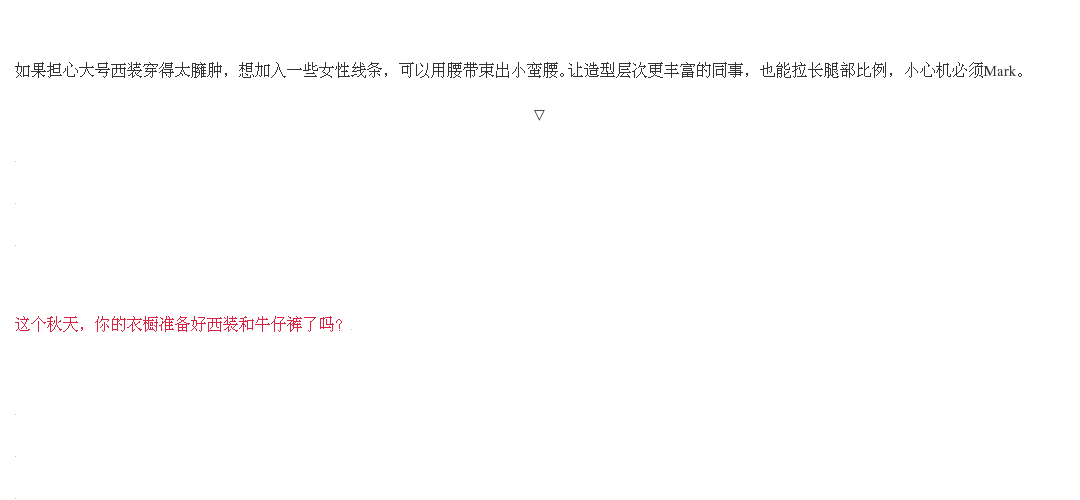 如果担心大号西装穿得太臃肿，想加入一些女性线条，可以用腰带束出小蛮腰。让造型层次更丰富的同事，也能拉长腿部比例，小心机必须Mark。
▽
这个秋天，你的衣橱准备好西装和牛仔裤了吗？